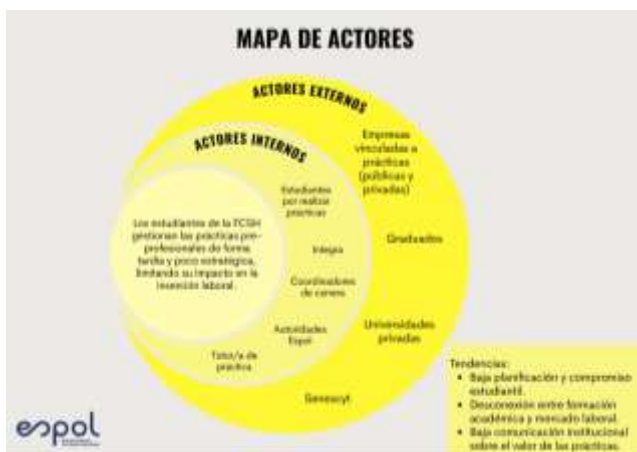 MAPA DE ACTORES
ACTORES EXTERNOS
ACTORES INTERNOS
Empresas
vinculadas a
prácticas
(públicas y
privadas)
Estudiantes
por realizar
prácticas
Los estudiantes de la FCSH
gestionan las prácticas pre-
profesionales de forma
tardía y poco estratégica,
limitando su impacto en la
inserción laboral.
Graduados
Integra
Coordinadores
de carrera
Universidades
privadas
Autoridades
Espol
Tutor/a de
práctica
Senescyt
Tendencias:
• Baja planificación y compromiso
estudiantil.
• Desconexión entre formación
académica y mercado laboral.
• Baja comunicación institucional
sobre el valor de las prácticas.
espol